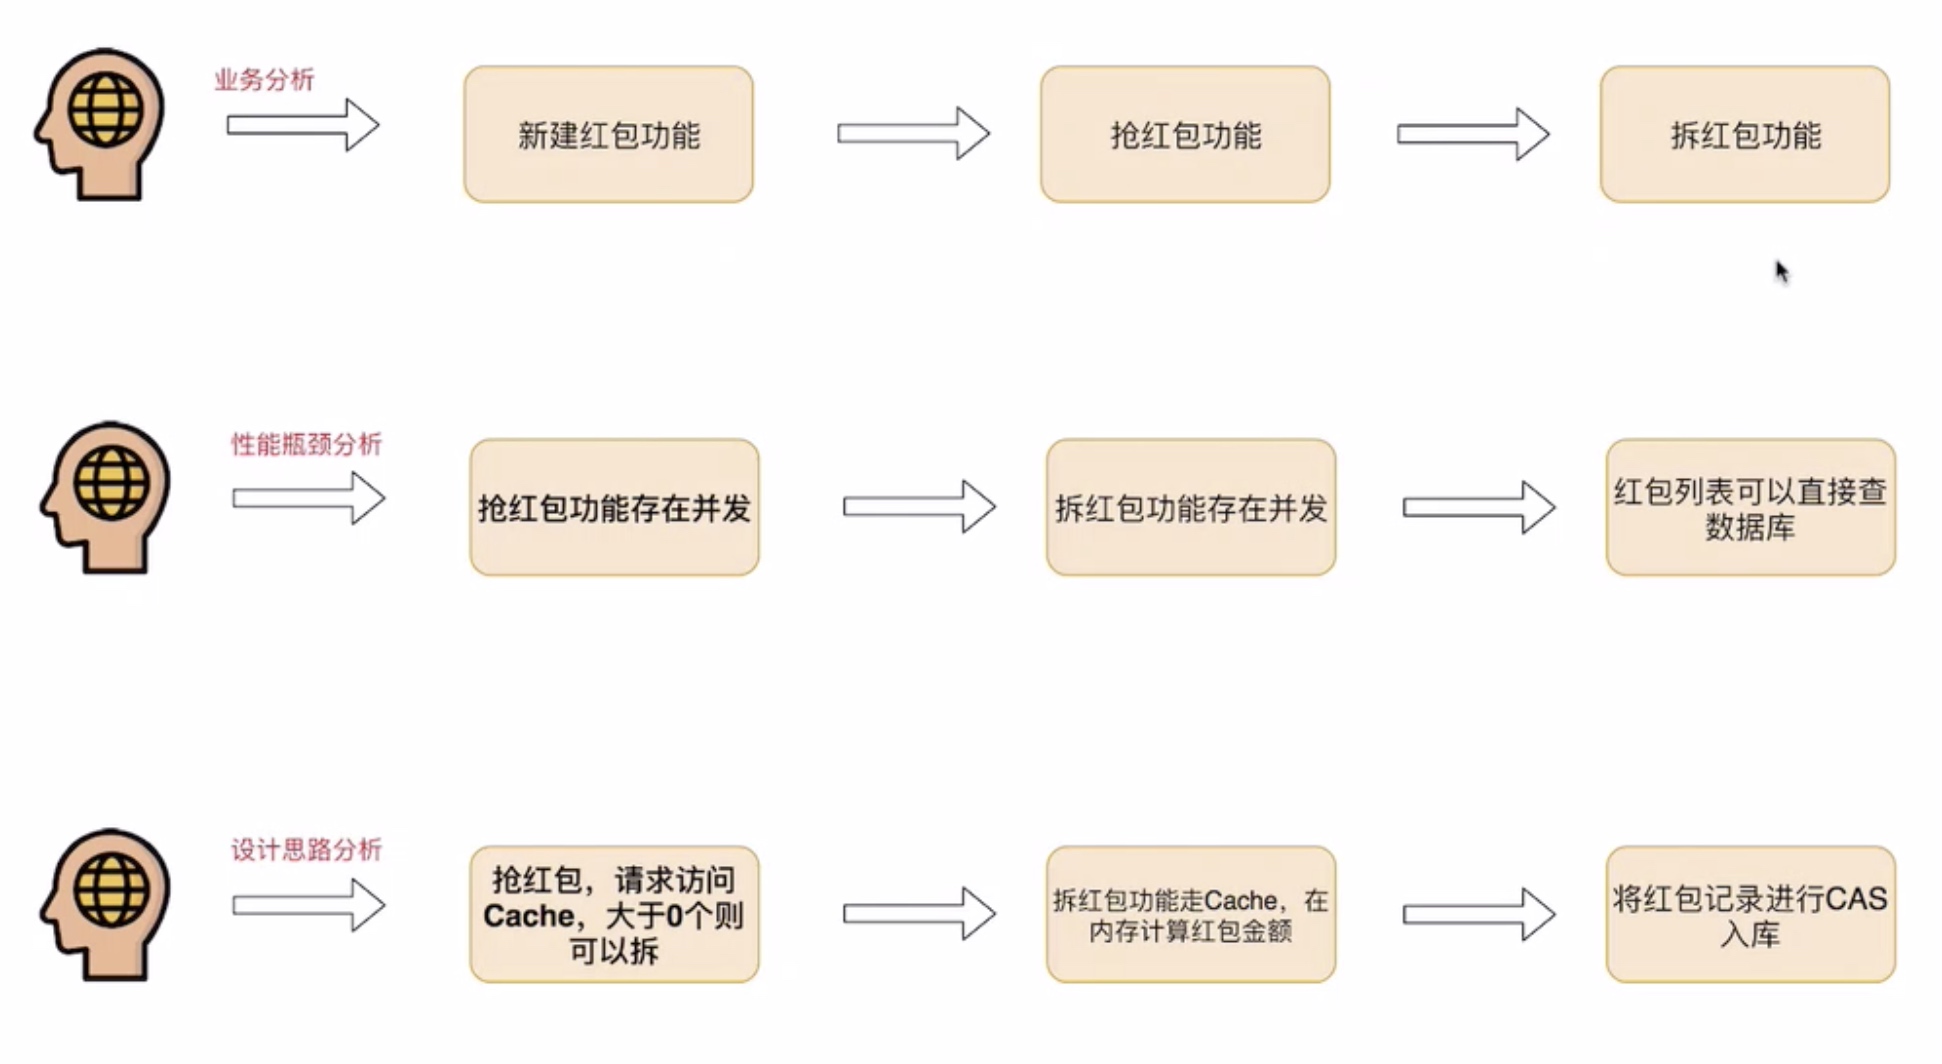 业务分析
新建红包功能
抢红包功能
拆红包功能
性能瓶颈分析
抢红包功能存在并发
拆红包功能存在并发
红包列表可以直接查
数据库
设计思路分析
抢红包，请求访问
Cache，大于0个则
可以拆
拆红包功能走Cache，在
内存计算红包金额
将红包记录进行CAS
入库